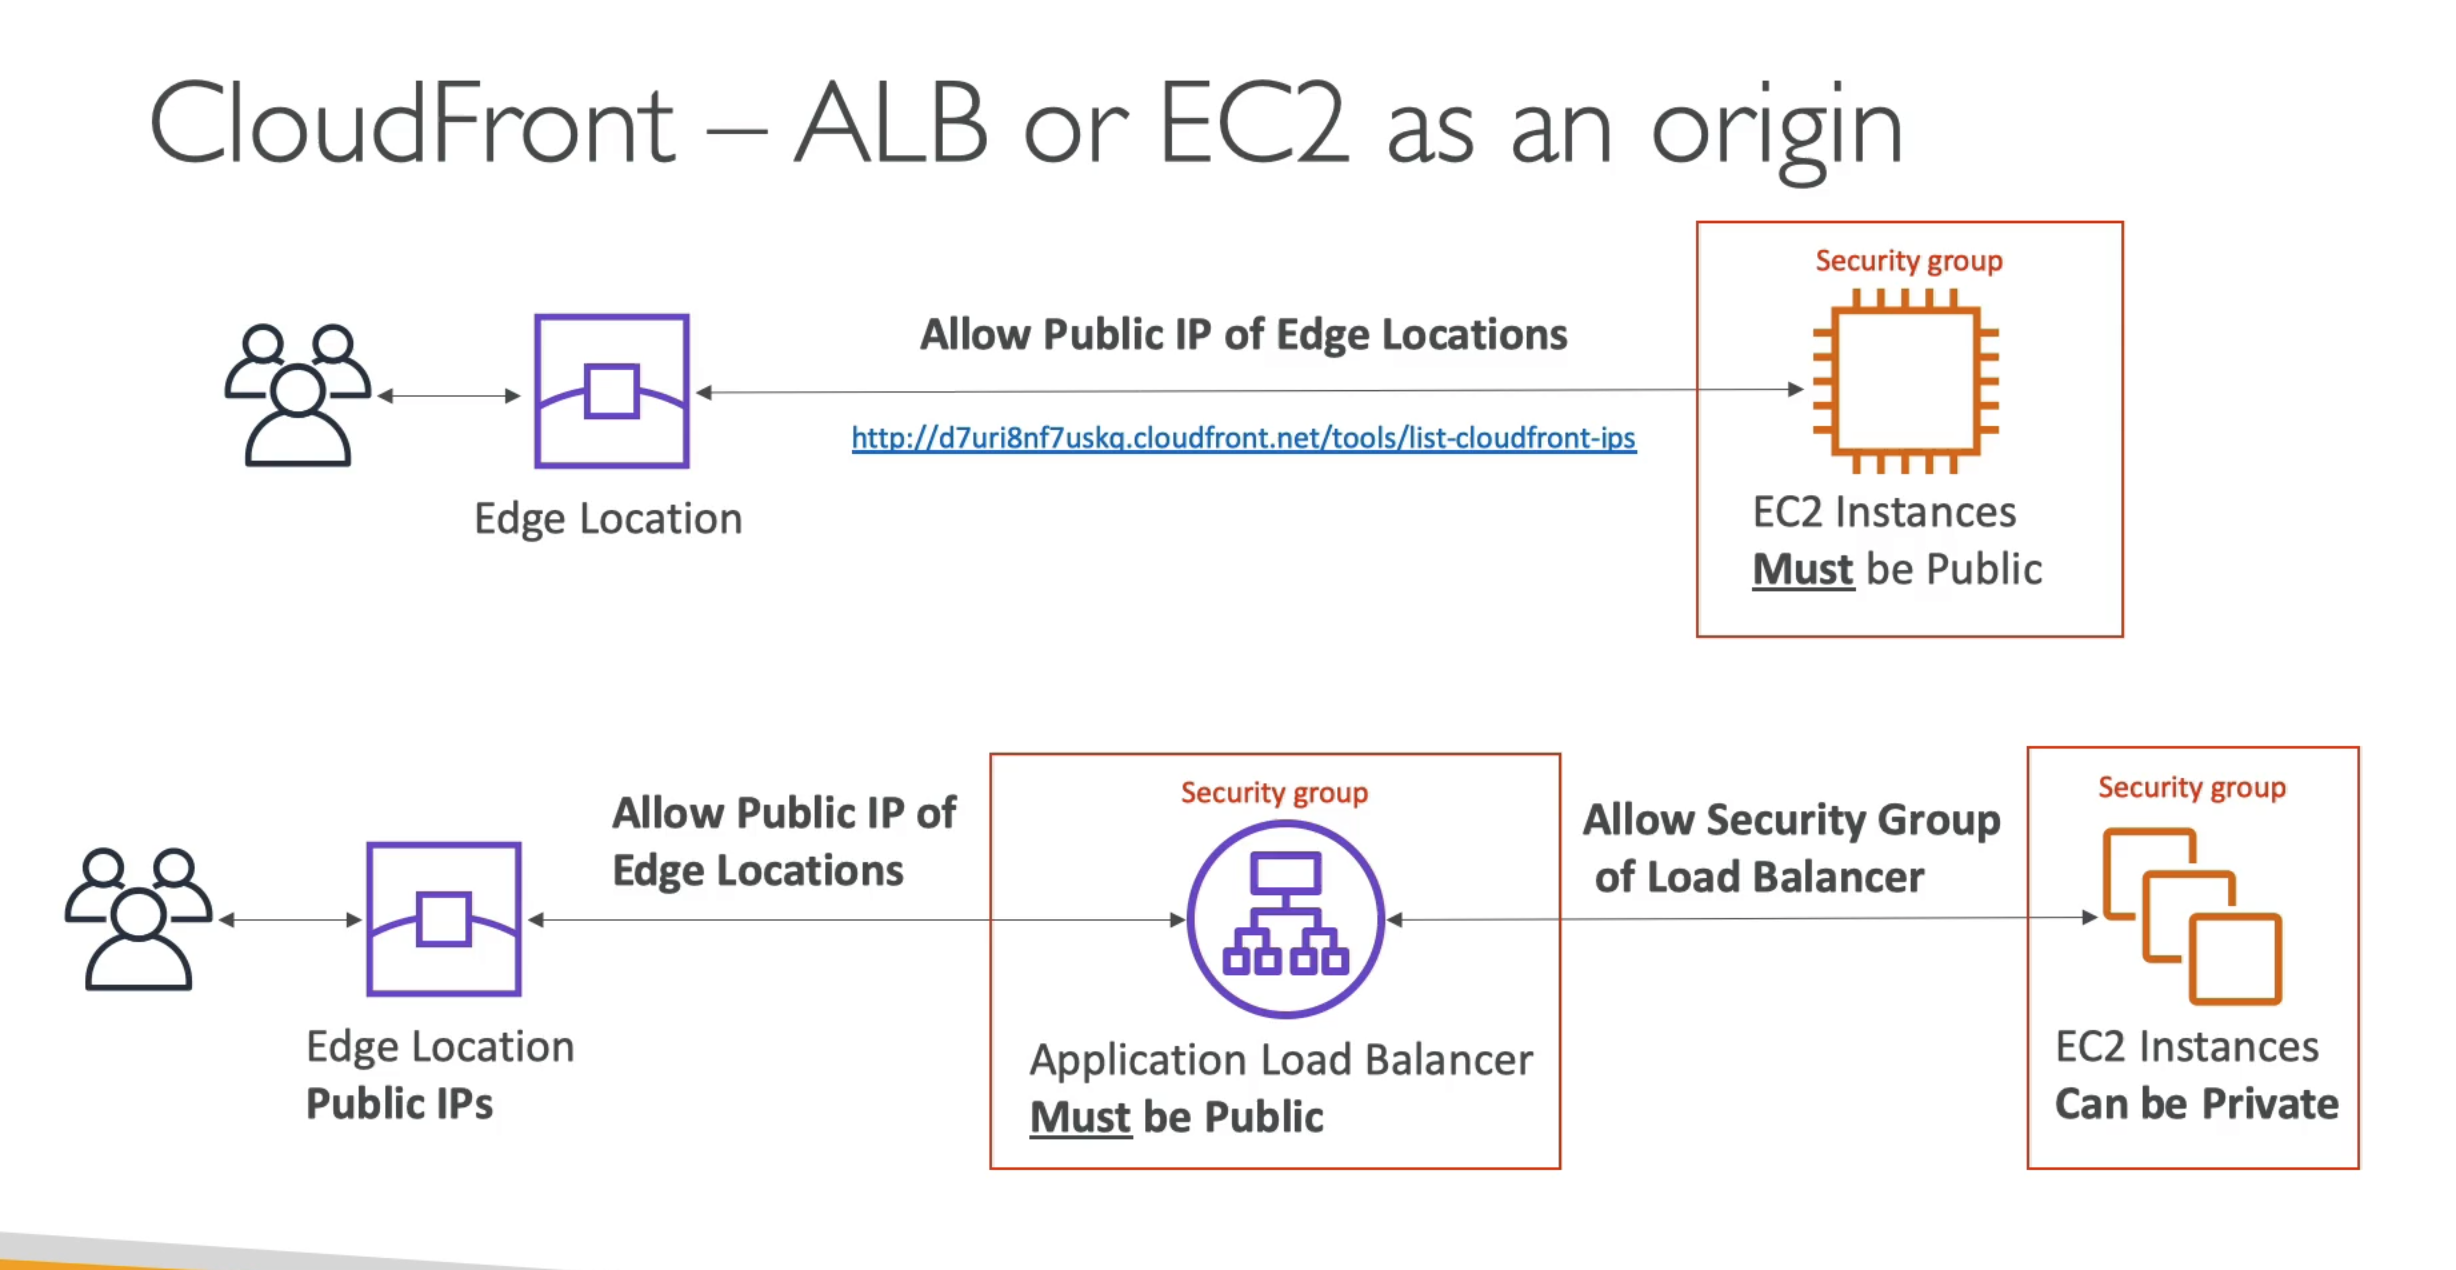 CloudFront – ALB or EC2 as an origin
Security group
Allow Public IP of Edge Locations
http://d7uri8nf7uskq.cloudfront.net/tools/list-cloudfront-ips
Edge Location
EC2 Instances
Must be Public
Allow Public IP of
Edge Locations
Security group
Allow Security Group
of Load Balancer
Security group
Edge Location
Public IPs
Application Load Balancer
Must be Public
EC2 Instances
Can be Private